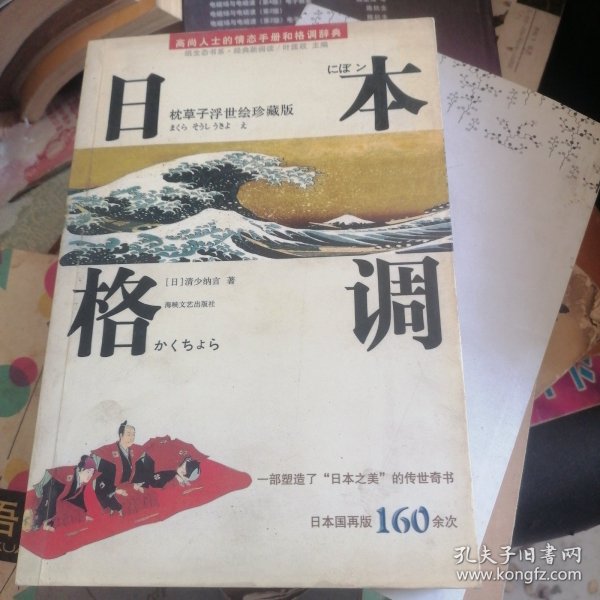 高尚人士的情态手册和格调辞典
日本
にぽン
枕草子浮世绘珍藏版
まくら そうし うきよ え
[日]清少纳言 著
海峡文艺出版社
格调
かくちょら
一部塑造了“日本之美”的传世奇书
日本国再版160余次
孔夫子旧书网
www.kongfz.com